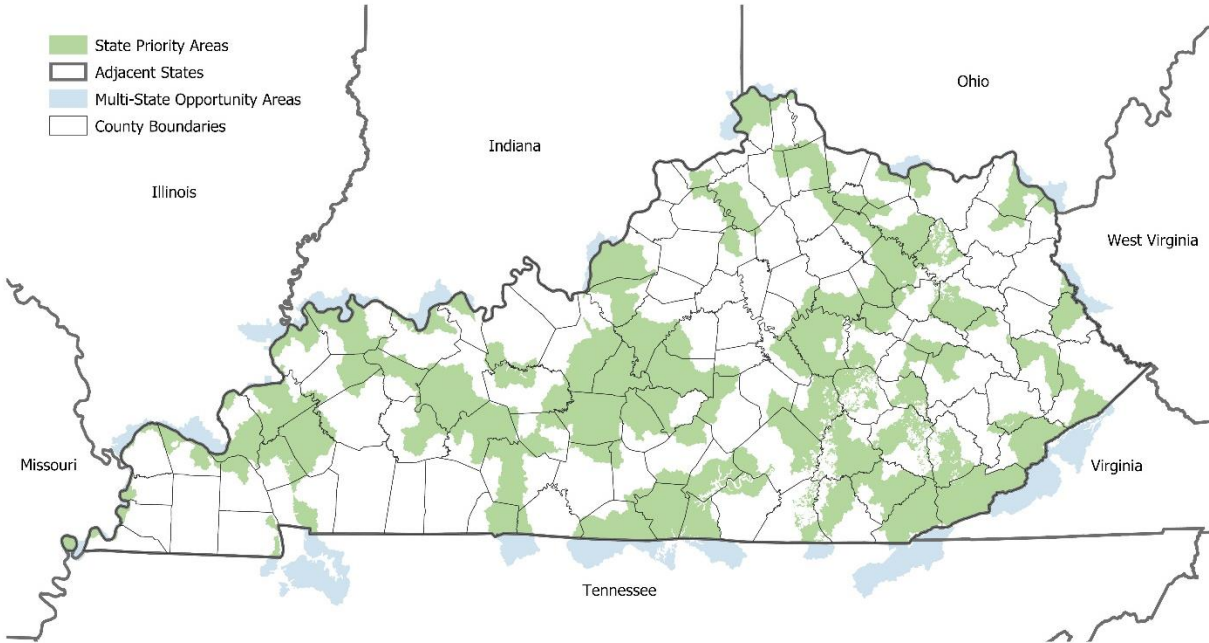 State Priority Areas
Adjacent States
Multi-State Opportunity Areas
County Boundaries
Ohio
Indiana
Illinois
West Virginia
Missouri
Virginia
Tennessee